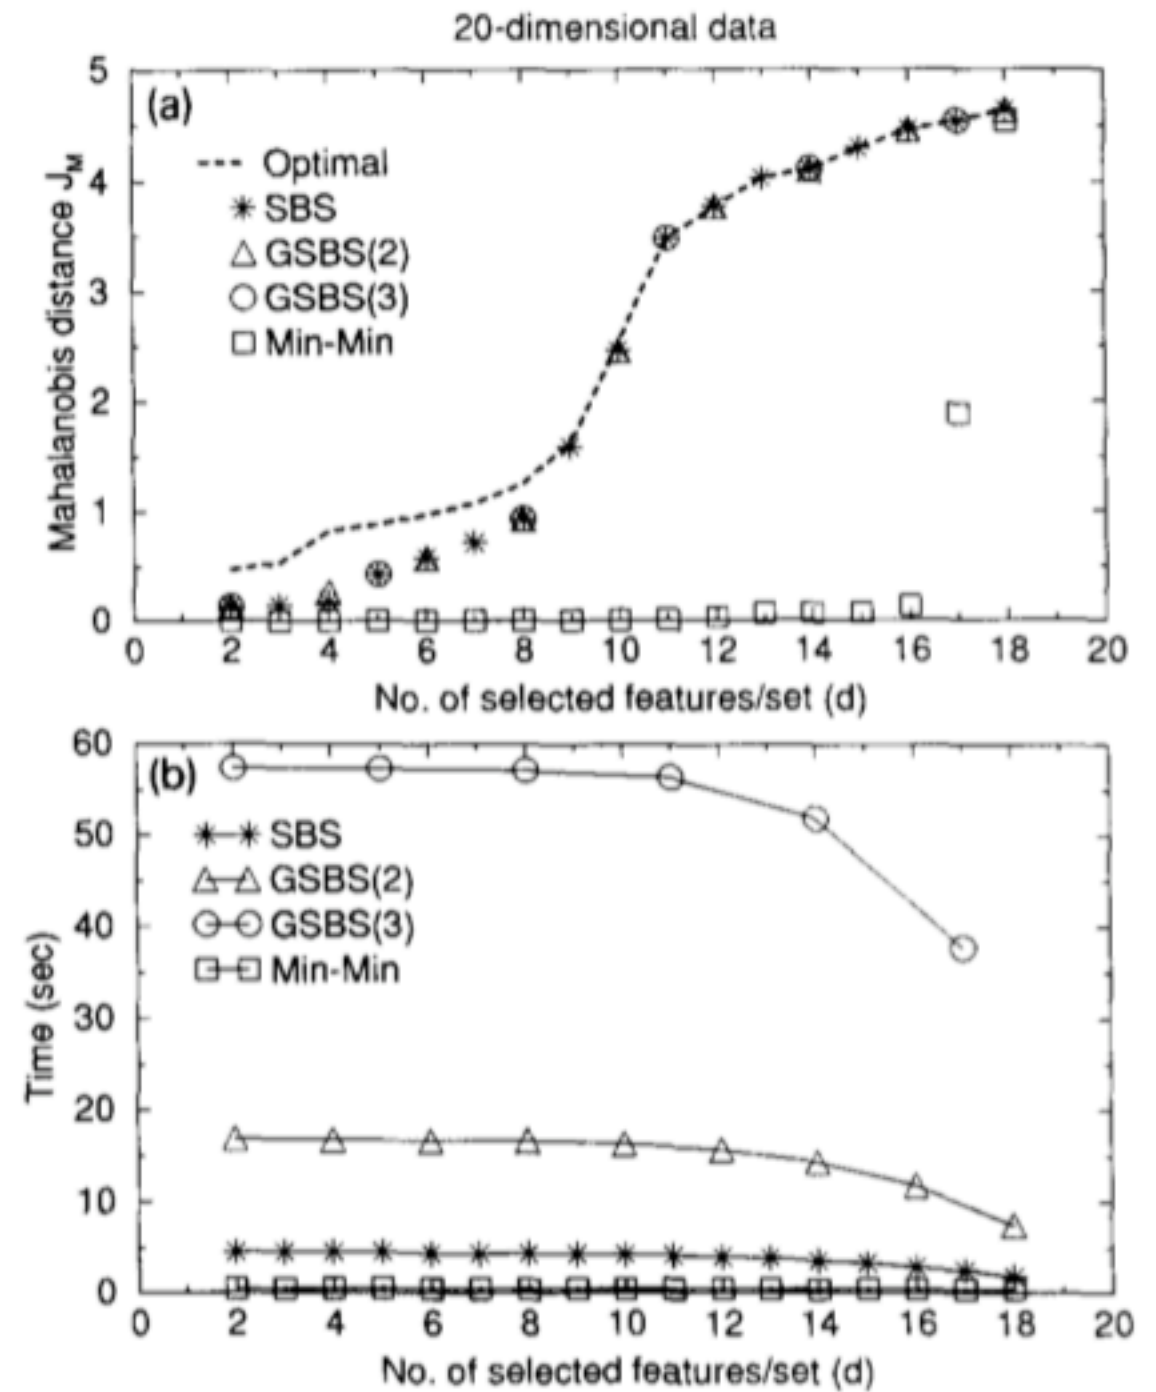 20-dimensional data
5
(a)
Optimal
4
SBS
GSBS(2)
3
GSBS(3)
Min-Min
2
1
0
Mahalanobis distance J_M
0 2 4 6 8 10 12 14 16 18 20
No. of selected features/set (d)
60
(b)
50
SBS
GSBS(2)
40
GSBS(3)
Min-Min
30
20
10
0
Time (sec)
0 2 4 6 8 10 12 14 16 18 20
No. of selected features/set (d)